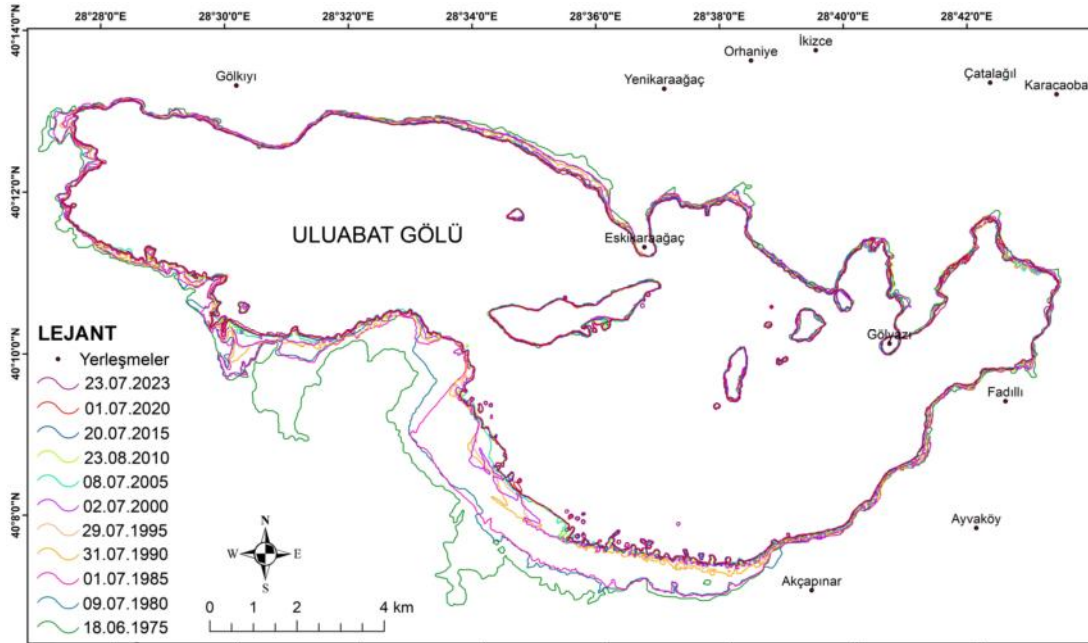 28°28'0"E 28°30'0"E 28°32'0"E 28°34'0"E 28°36'0"E 28°38'0"E 28°40'0"E 28°42'0"E
40°14'0"N
40°12'0"N
40°10'0"N
40°8'0"N
İkizce
Orhaniye
Gölkıyı
Yenikaraağaç
Çatalağıl
Karacaoba
ULUABAT GÖLÜ
Eskikaraağaç
Gölyazı
Fadıllı
Ayvaköy
Akçapınar
LEJANT
Yerleşmeler
23.07.2023
01.07.2020
20.07.2015
23.08.2010
08.07.2005
02.07.2000
29.07.1995
31.07.1990
01.07.1985
09.07.1980
18.06.1975
N
W E
S
0 1 2 4 km